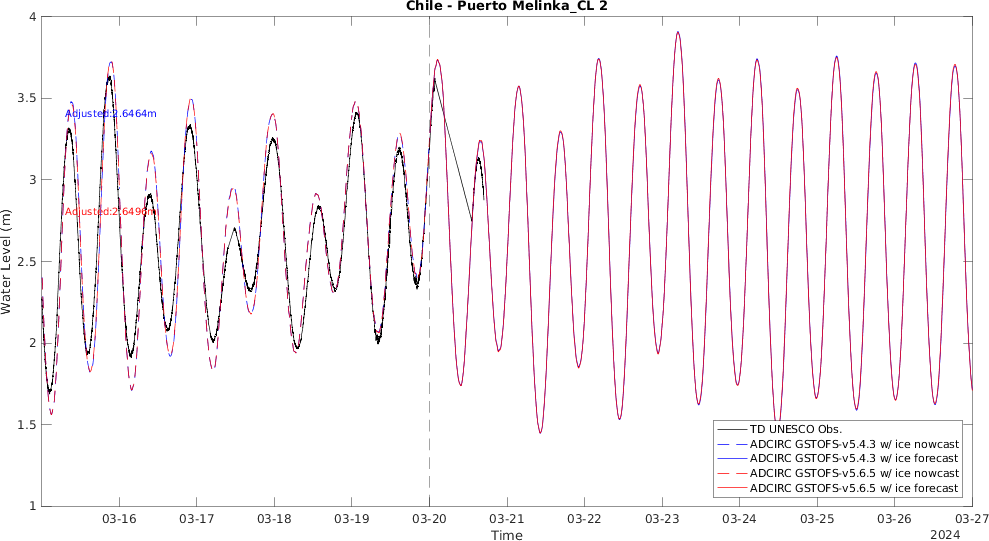 Chile - Puerto Melinka_CL 2
4
3.5
3
2.5
2
1.5
1
Water Level (m)
Adjusted:2.6464m
Adjusted:2.6496m
TD UNESCO Obs.
ADCIRC GSTOFS-v5.4.3 w/ ice nowcast
ADCIRC GSTOFS-v5.4.3 w/ ice forecast
ADCIRC GSTOFS-v5.6.5 w/ ice nowcast
ADCIRC GSTOFS-v5.6.5 w/ ice forecast
03-16 03-17 03-18 03-19 03-20 03-21 03-22 03-23 03-24 03-25 03-26 03-27
Time
2024